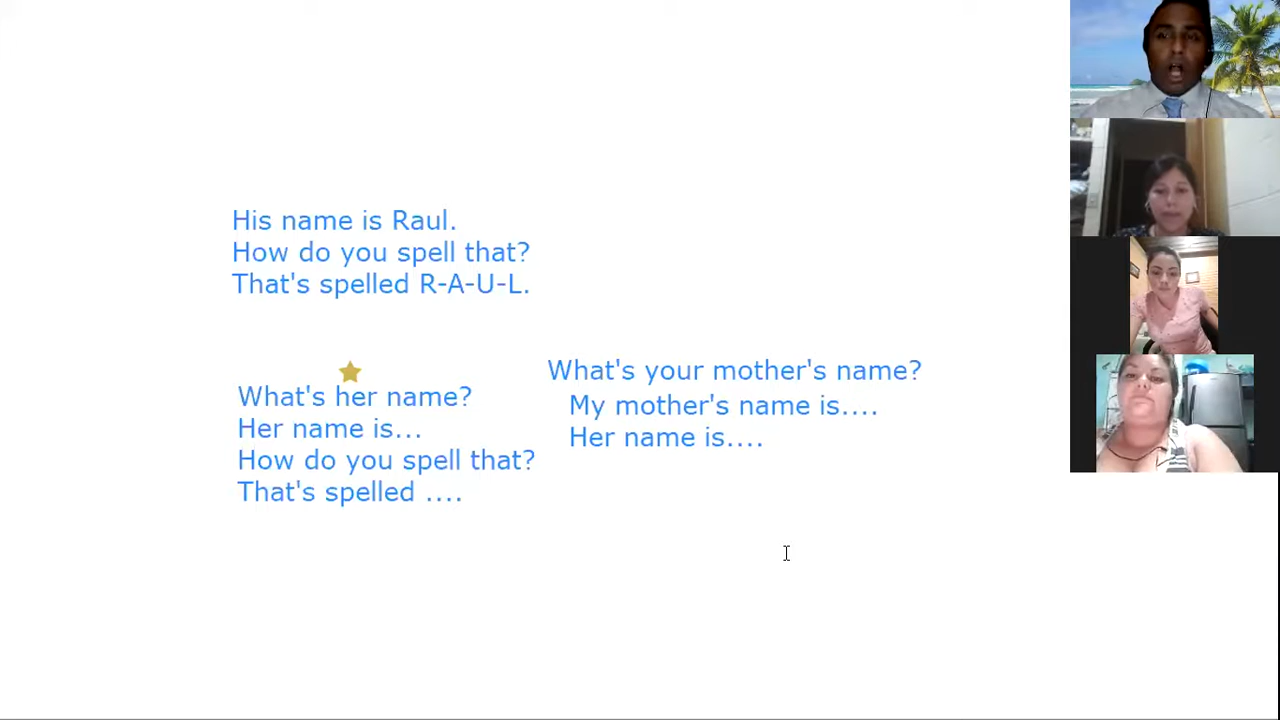 His name is Raul.
How do you spell that?
That's spelled R-A-U-L.
What's her name?
Her name is...
How do you spell that?
That's spelled ....
What's your mother's name?
My mother's name is....
Her name is....